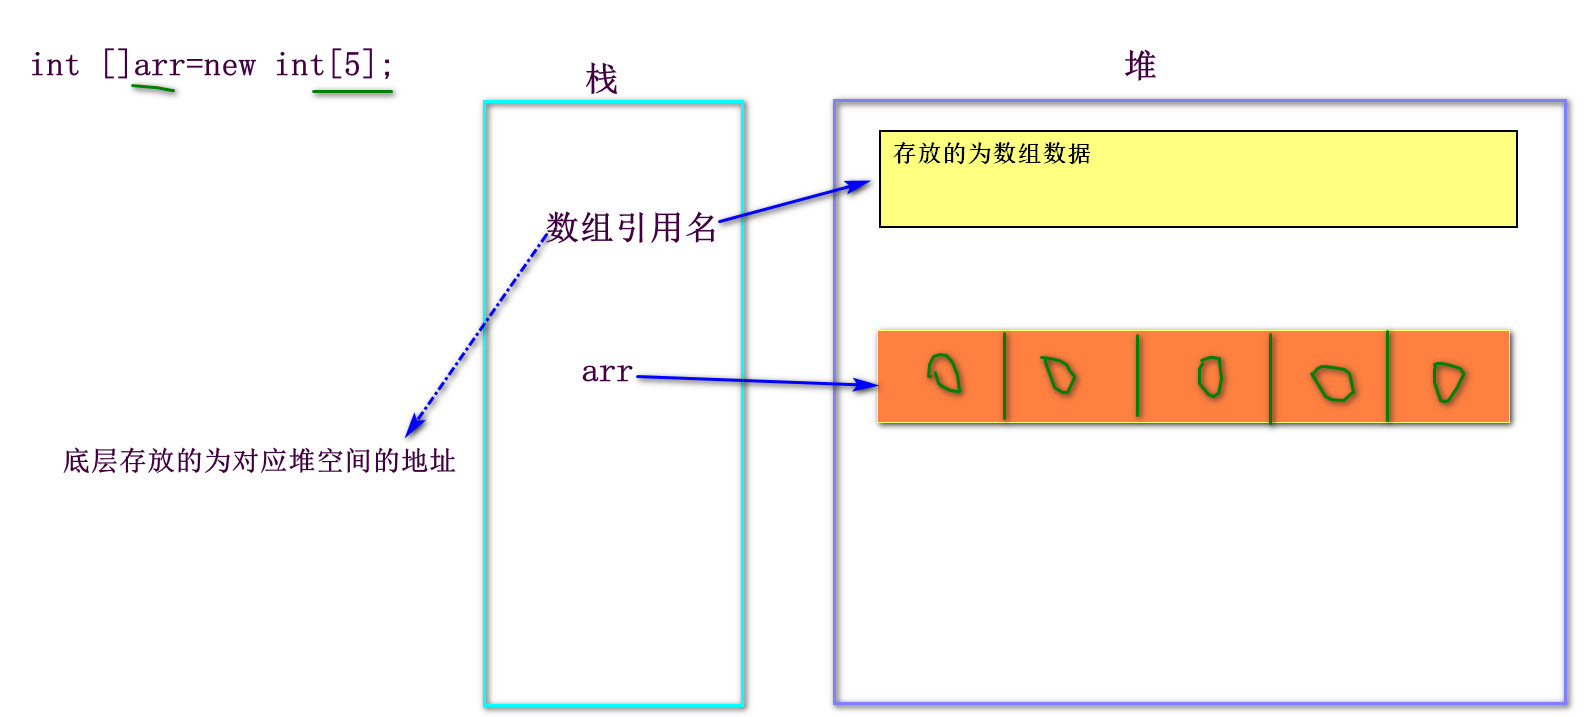 int []arr=new int[5];
栈
堆
存放的为数组数据
数组引用名
arr
0 0 0 0 0
底层存放的为对应堆空间的地址